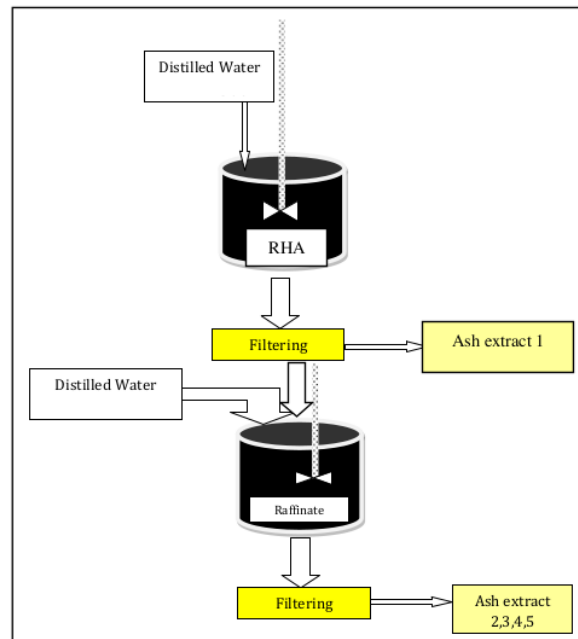 Distilled Water
RHA
Filtering
Ash extract 1
Distilled Water
Raffinate
Filtering
Ash extract
2,3,4,5